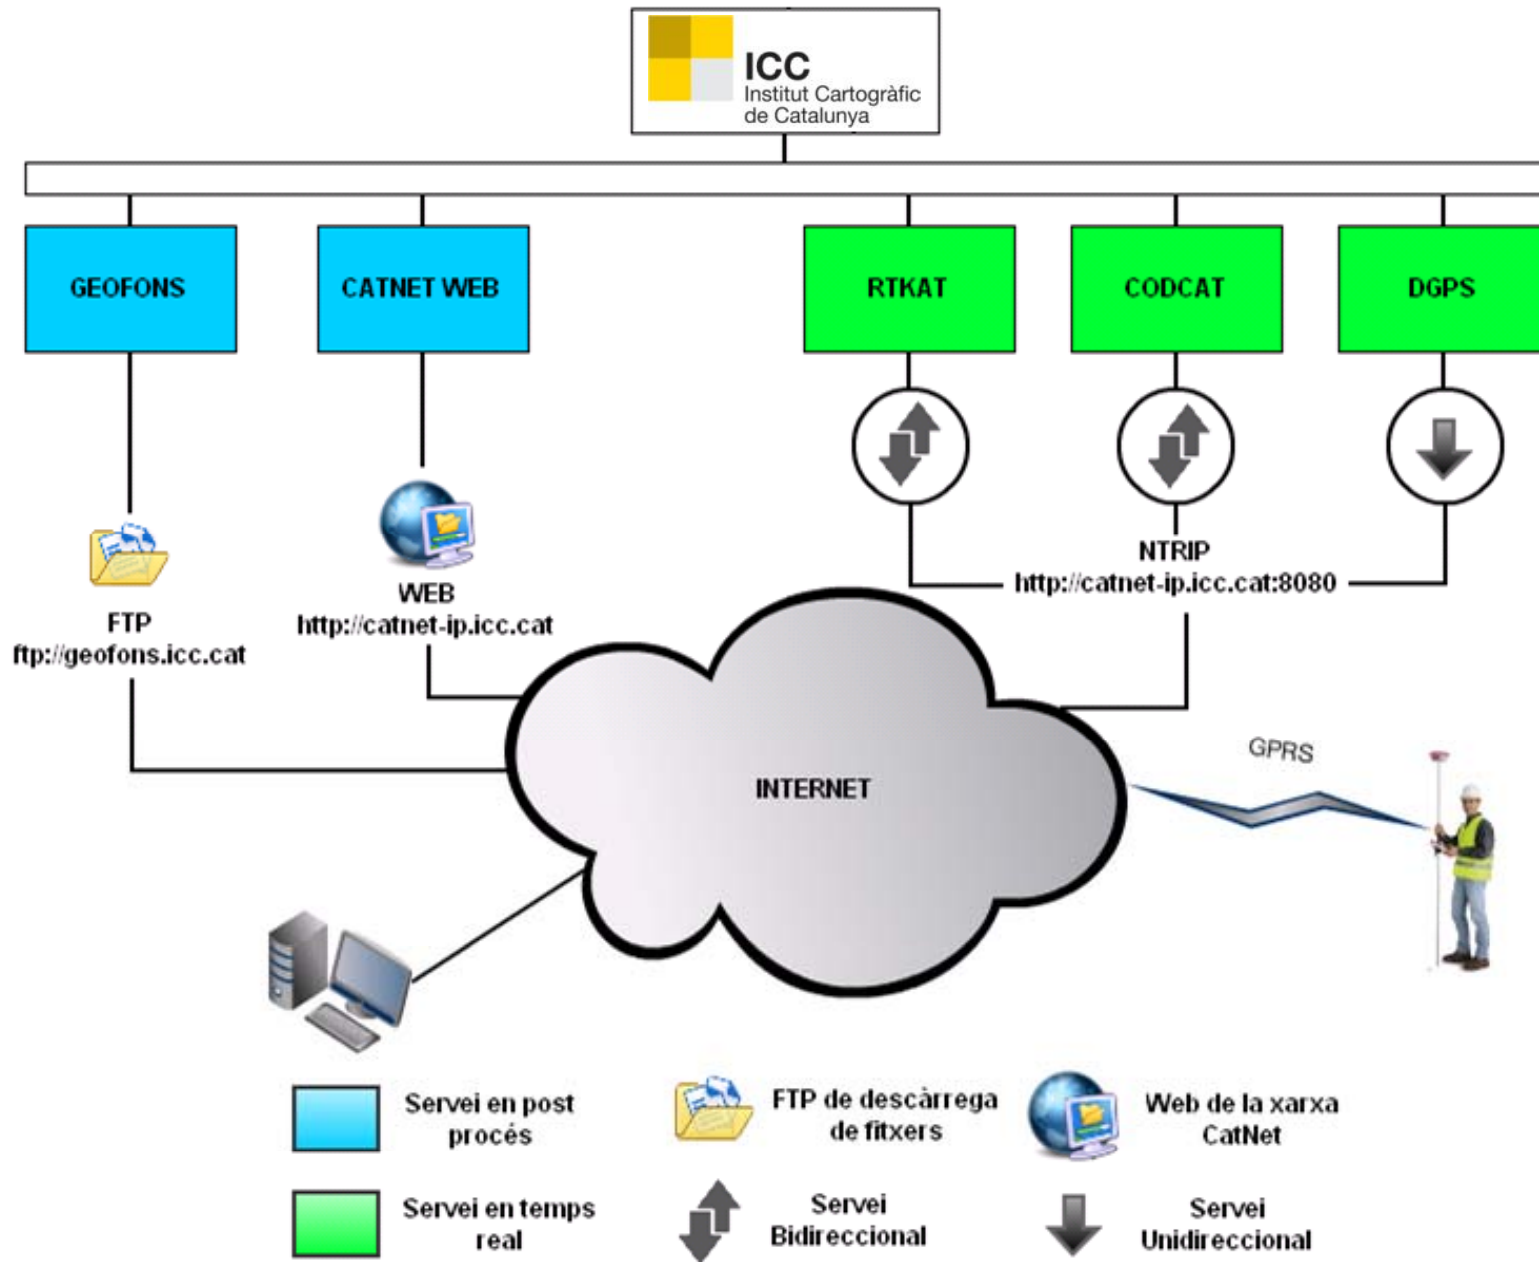 ICC
Institut Cartogràfic
de Catalunya
GEOFONS
CATNET WEB
RTKAT
CODCAT
DGPS
FTP
ftp://geofons.icc.cat
WEB
http://catnet-ip.icc.cat
NTRIP
http://catnet-ip.icc.cat:8080
INTERNET
GPRS
Servei en post
procés
FTP de descàrrega
de fitxers
Web de la xarxa
CatNet
Servei en temps
real
Servei
Bidireccional
Servei
Unidireccional